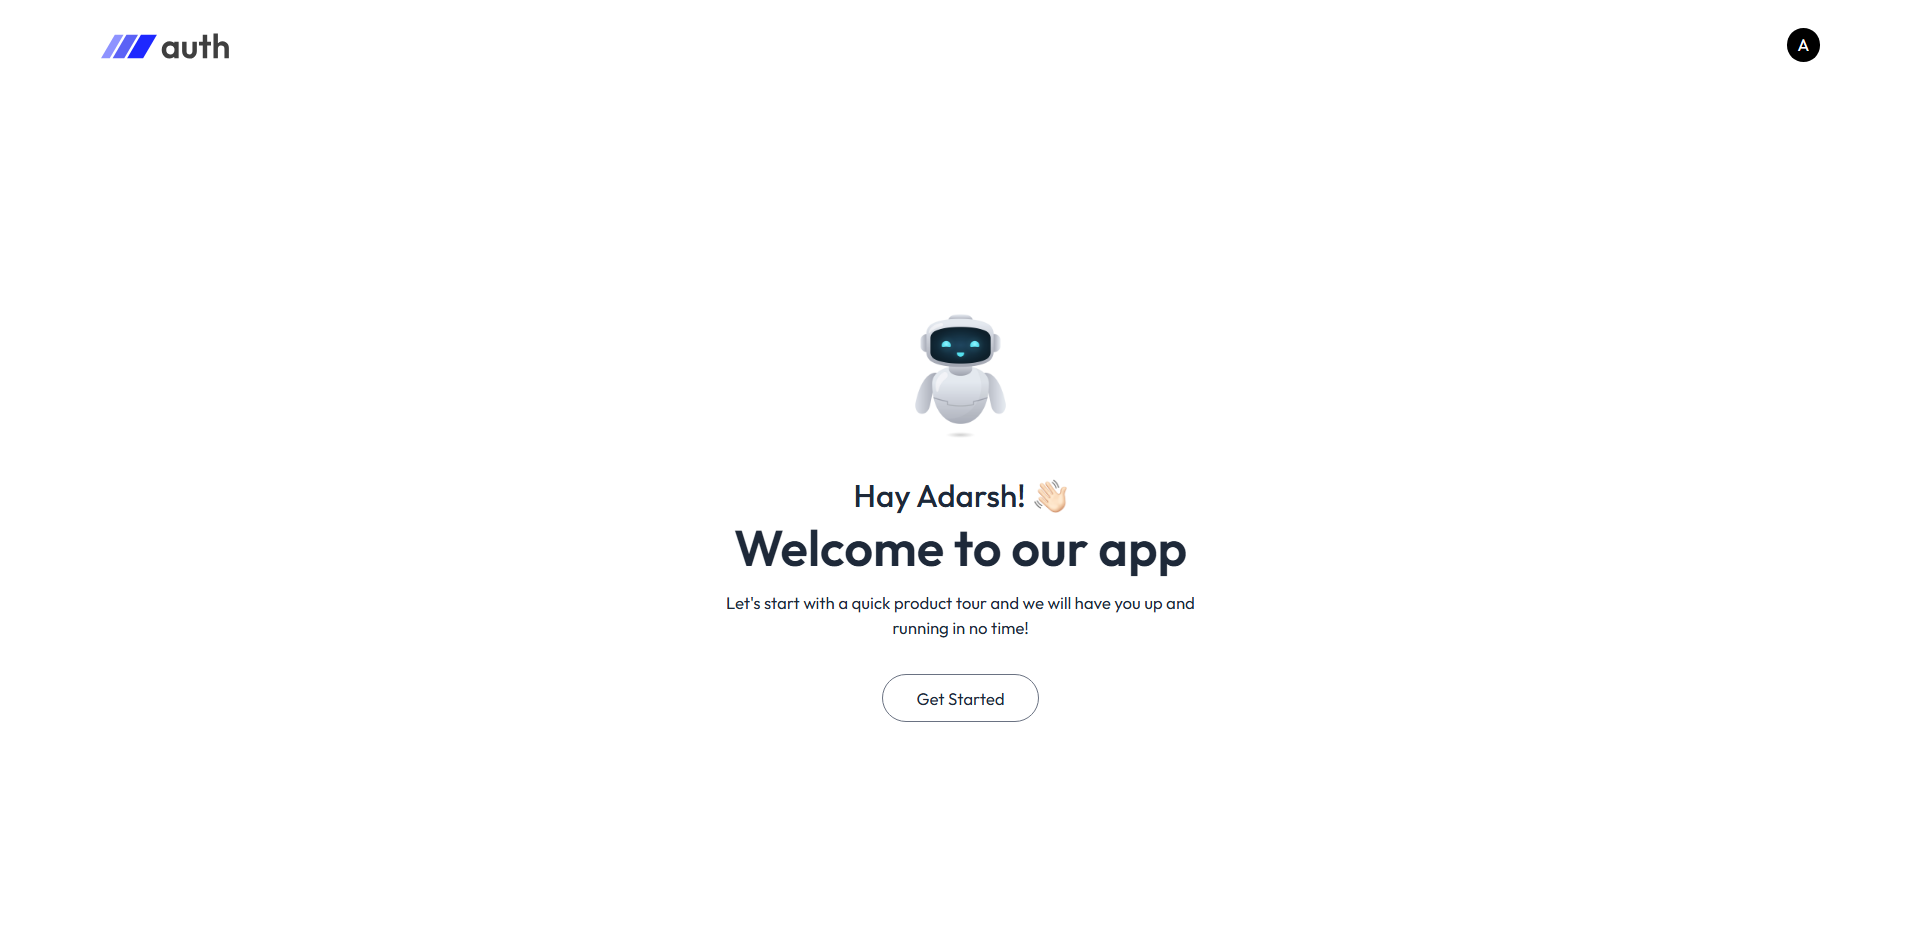 auth
A
Hay Adarsh! 👋🏻
Welcome to our app
Let's start with a quick product tour and we will have you up and
running in no time!
Get Started